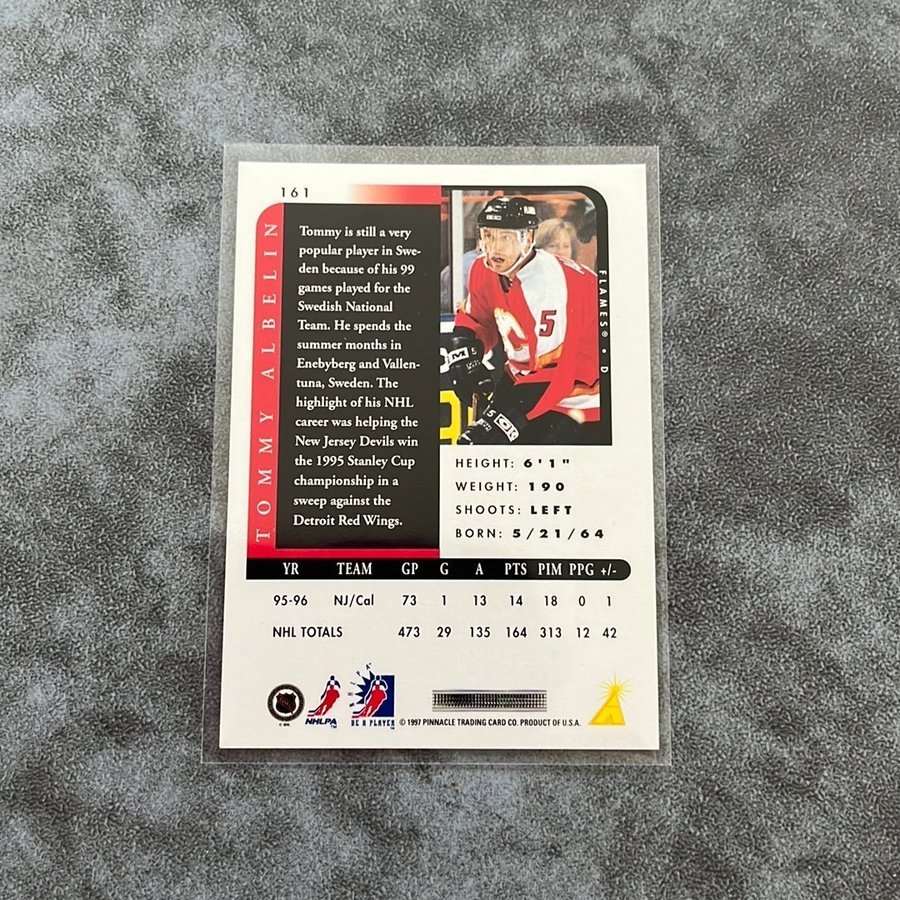 161
TOMMY ALBELIN
Tommy is still a very
popular player in Swe-
den because of his 99
games played for the
Swedish National
Team. He spends the
summer months in
Enebyberg and Vallen-
tuna, Sweden. The
highlight of his NHL
career was helping the
New Jersey Devils win
the 1995 Stanley Cup
championship in a
sweep against the
Detroit Red Wings.
FLAMES® • D
5
HEIGHT: 6'1"
WEIGHT: 190
SHOOTS: LEFT
BORN: 5/21/64
YR TEAM GP G A PTS PIM PPG +/-
95-96 NJ/Cal 73 1 13 14 18 0 1
NHL TOTALS 473 29 135 164 313 12 42
NHLPA
BE A PLAYER
© 1997 PINNACLE TRADING CARD CO. PRODUCT OF U.S.A.